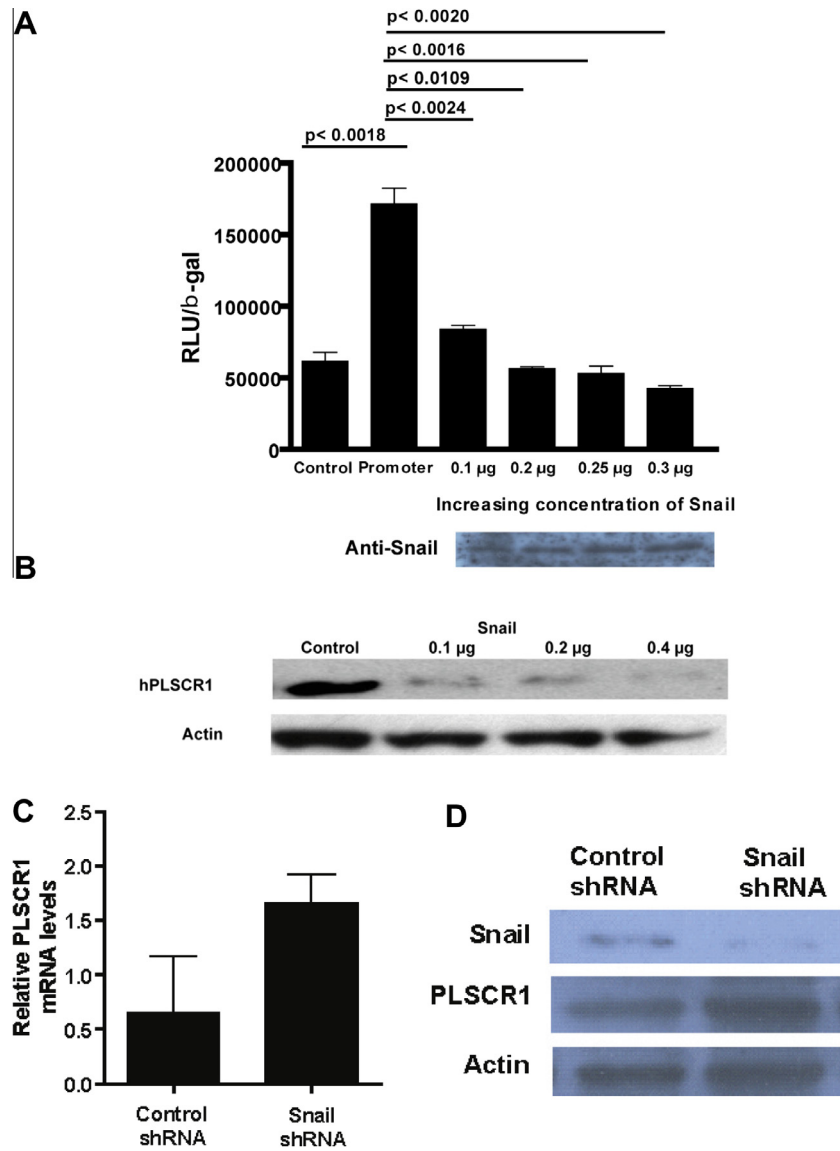 A
p< 0.0020
p< 0.0016
p< 0.0109
p< 0.0024
p< 0.0018
200000
150000
100000
50000
0
RLU/b-gal
Control Promoter 0.1 µg 0.2 µg 0.25 µg 0.3 µg
Increasing concentration of Snail
Anti-Snail
B
Snail
Control 0.1 µg 0.2 µg 0.4 µg
hPLSCR1
Actin
C
2.5
2.0
1.5
1.0
0.5
0.0
Relative PLSCR1
mRNA levels
Control
shRNA
Snail
shRNA
D
Control
shRNA
Snail
shRNA
Snail
PLSCR1
Actin